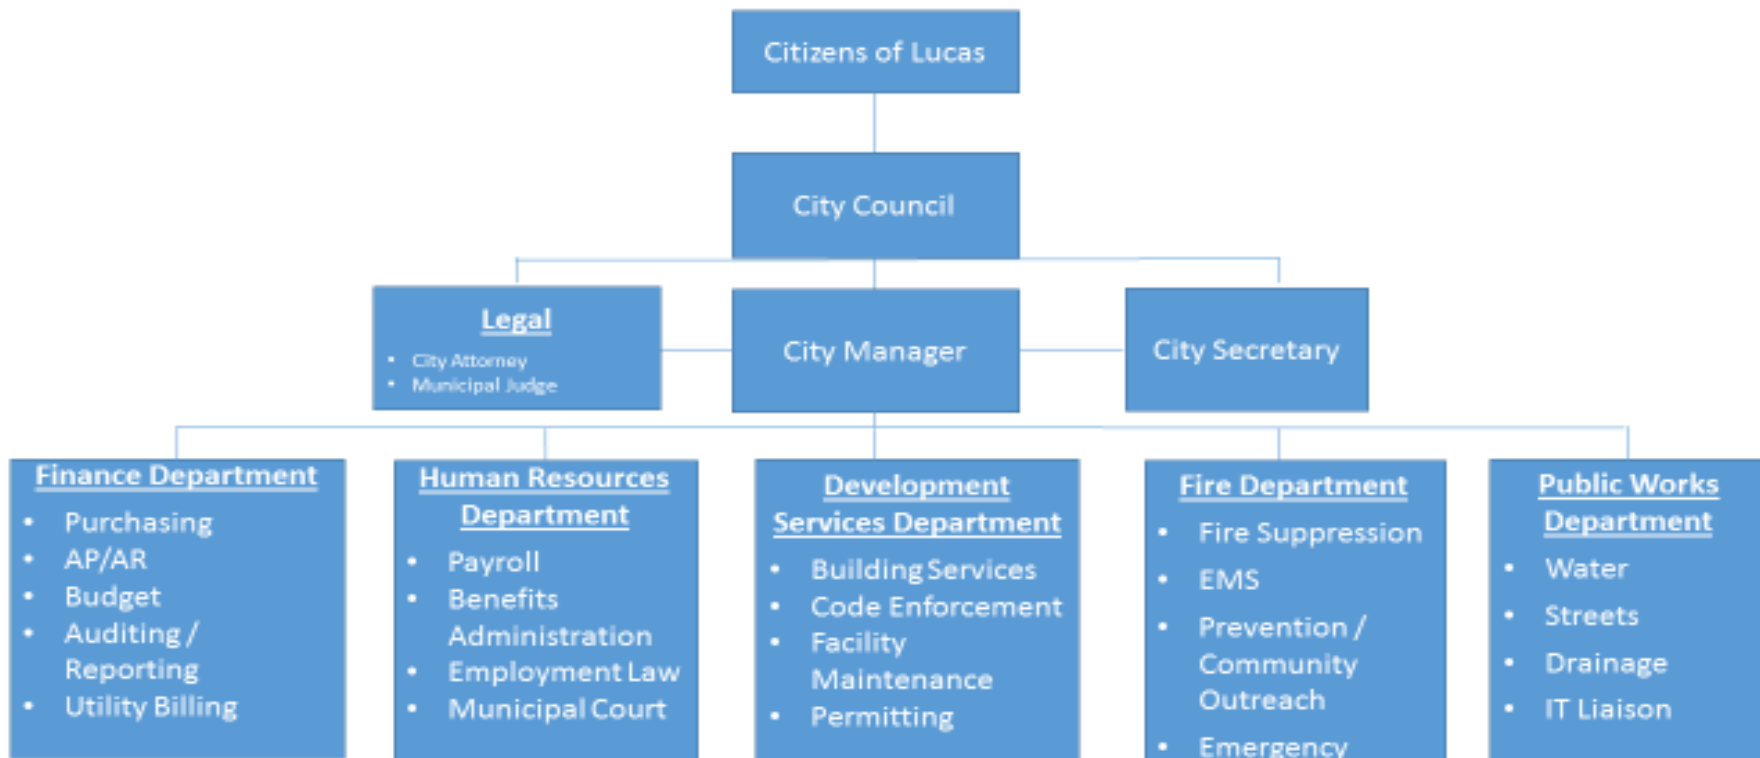 Citizens of Lucas
City Council
Legal
• City Attorney
• Municipal Judge
City Manager
City Secretary
Finance Department
• Purchasing
• AP/AR
• Budget
• Auditing /
Reporting
• Utility Billing
Human Resources
Department
• Payroll
• Benefits
Administration
• Employment Law
• Municipal Court
Development
Services Department
• Building Services
• Code Enforcement
• Facility
Maintenance
• Permitting
Fire Department
• Fire Suppression
• EMS
• Prevention /
Community
Outreach
• Emergency
Public Works
Department
• Water
• Streets
• Drainage
• IT Liaison